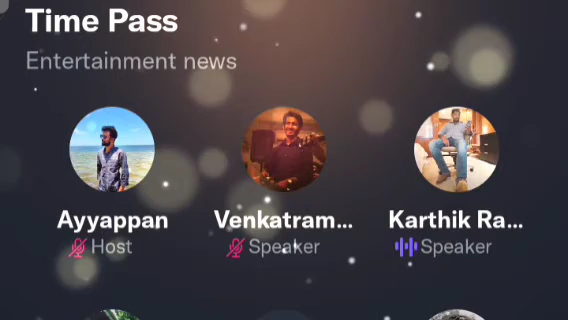 Time Pass
Entertainment news
Ayyappan
Venkatram...
Karthik Ra...
Host
Speaker
Speaker